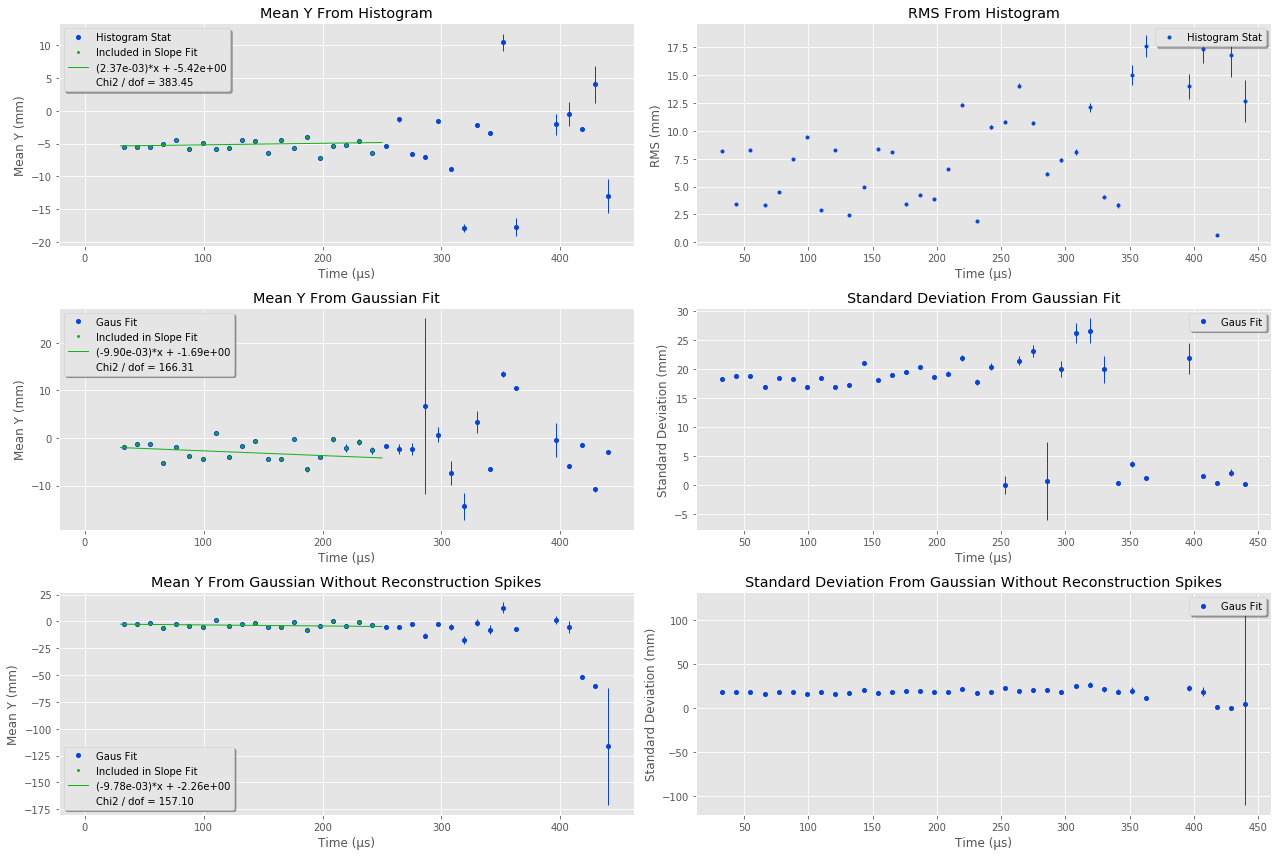 Mean Y From Histogram
Histogram Stat
Included in Slope Fit
(2.37e-03)*x + -5.42e+00
Chi2 / dof = 383.45
Mean Y (mm)
10
5
0
−5
−10
−15
−20
0 100 200 300 400
Time (μs)
RMS From Histogram
Histogram Stat
RMS (mm)
17.5
15.0
12.5
10.0
7.5
5.0
2.5
0.0
50 100 150 200 250 300 350 400 450
Time (μs)
Mean Y From Gaussian Fit
Gaus Fit
Included in Slope Fit
(-9.90e-03)*x + -1.69e+00
Chi2 / dof = 166.31
Mean Y (mm)
20
10
0
−10
0 100 200 300 400
Time (μs)
Standard Deviation From Gaussian Fit
Gaus Fit
Standard Deviation (mm)
30
25
20
15
10
5
0
−5
50 100 150 200 250 300 350 400 450
Time (μs)
Mean Y From Gaussian Without Reconstruction Spikes
Gaus Fit
Included in Slope Fit
(-9.78e-03)*x + -2.26e+00
Chi2 / dof = 157.10
Mean Y (mm)
25
0
−25
−50
−75
−100
−125
−150
−175
0 100 200 300 400
Time (μs)
Standard Deviation From Gaussian Without Reconstruction Spikes
Gaus Fit
Standard Deviation (mm)
100
50
0
−50
−100
50 100 150 200 250 300 350 400 450
Time (μs)